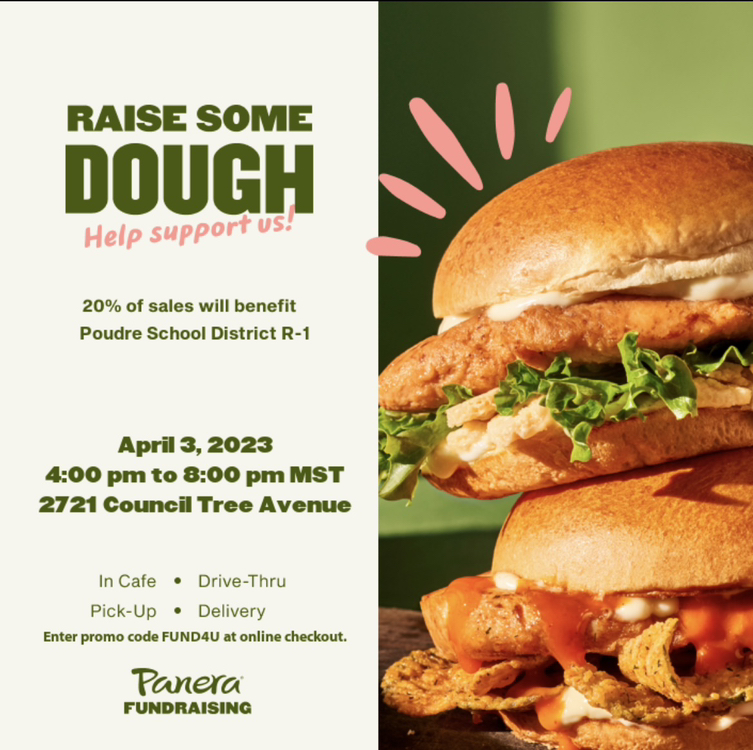 RAISE SOME
DOUGH
Help support us!
20% of sales will benefit
Poudre School District R-1
April 3, 2023
4:00 pm to 8:00 pm MST
2721 Council Tree Avenue
In Cafe • Drive-Thru
Pick-Up • Delivery
Enter promo code FUND4U at online checkout.
Panera
FUNDRAISING